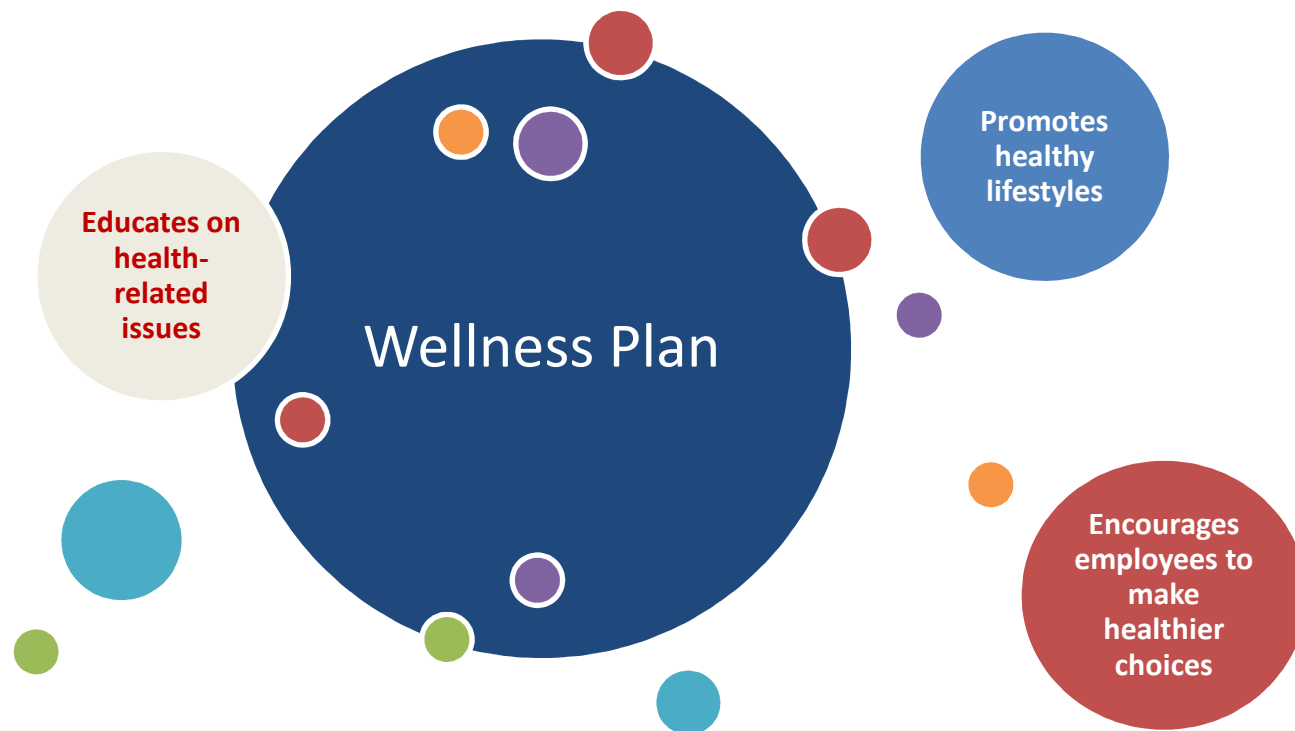 Educates on
health-
related
issues
Wellness Plan
Promotes
healthy
lifestyles
Encourages
employees to
make
healthier
choices